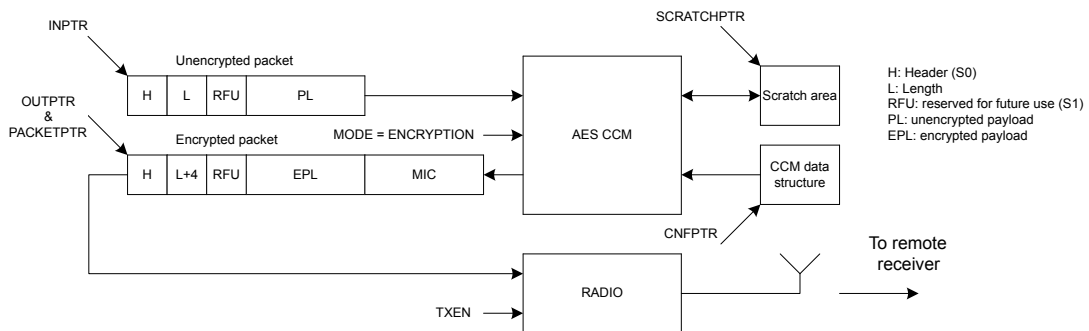 SCRATCHPTR
INPTR
Unencrypted packet
H L RFU PL
OUTPTR
&
PACKETPTR
MODE = ENCRYPTION
Encrypted packet
H L+4 RFU EPL MIC
AES CCM
Scratch area
CCM data
structure
CNFPTR
H: Header (S0)
L: Length
RFU: reserved for future use (S1)
PL: unencrypted payload
EPL: encrypted payload
To remote
receiver
RADIO
TXEN